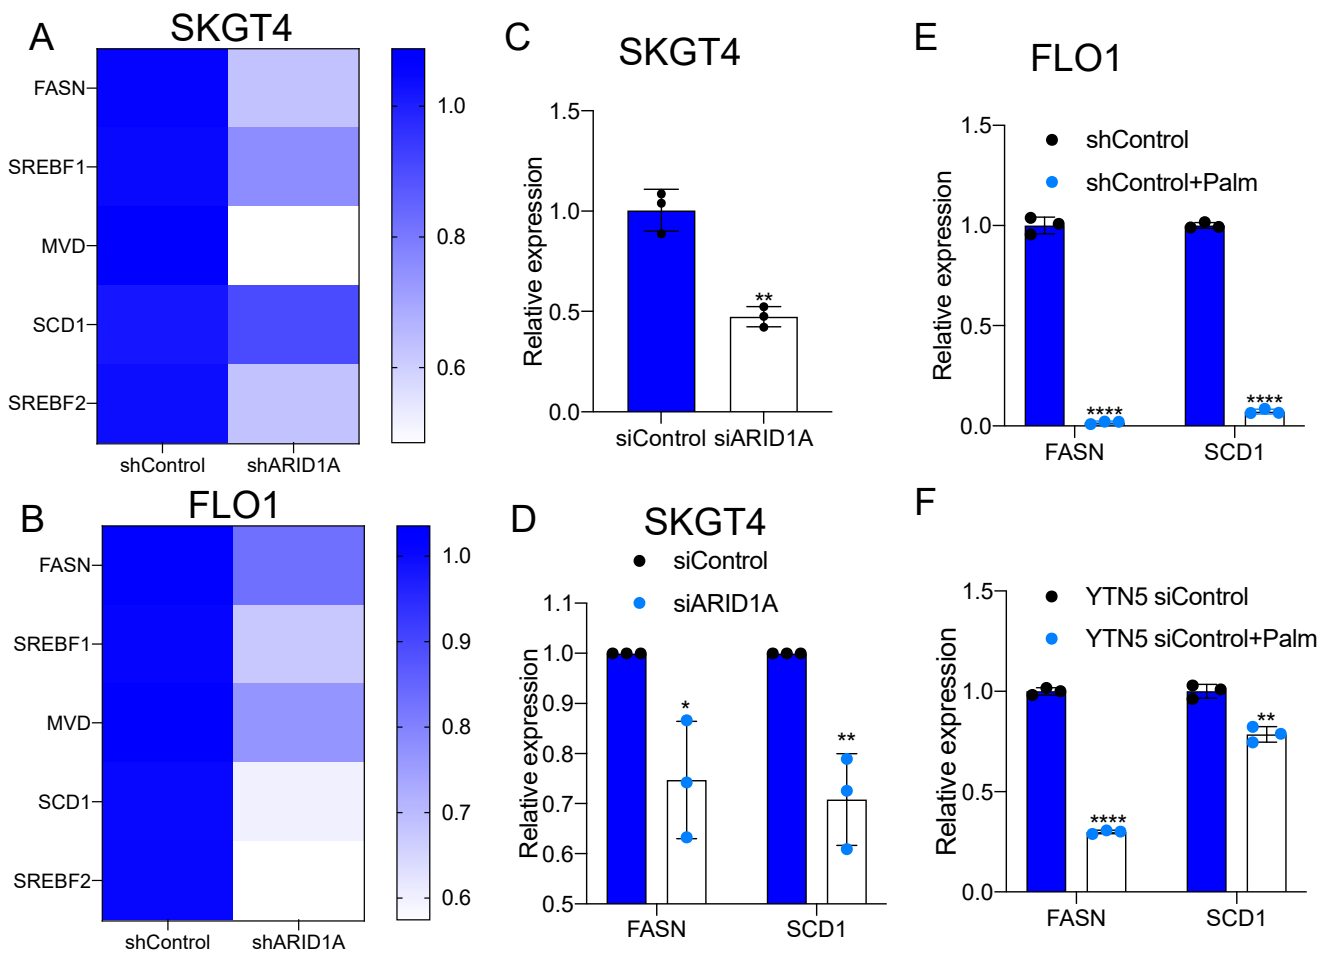 A
SKGT4
FASN
SREBF1
MVD
SCD1
SREBF2
shControl shARID1A
1.0
0.8
0.6
B
FLO1
FASN
SREBF1
MVD
SCD1
SREBF2
shControl shARID1A
1.0
0.9
0.8
0.7
0.6
C
SKGT4
Relative expression
1.5
1.0
0.5
0.0
**
siControl siARID1A
D
SKGT4
siControl
siARID1A
Relative expression
1.1
1.0
0.9
0.8
0.7
0.6
0.5
*
**
FASN SCD1
E
FLO1
shControl
shControl+Palm
Relative expression
1.5
1.0
0.5
0.0
****
****
FASN SCD1
F
YTN5 siControl
YTN5 siControl+Palm
Relative expression
1.5
1.0
0.5
0.0
****
**
FASN SCD1